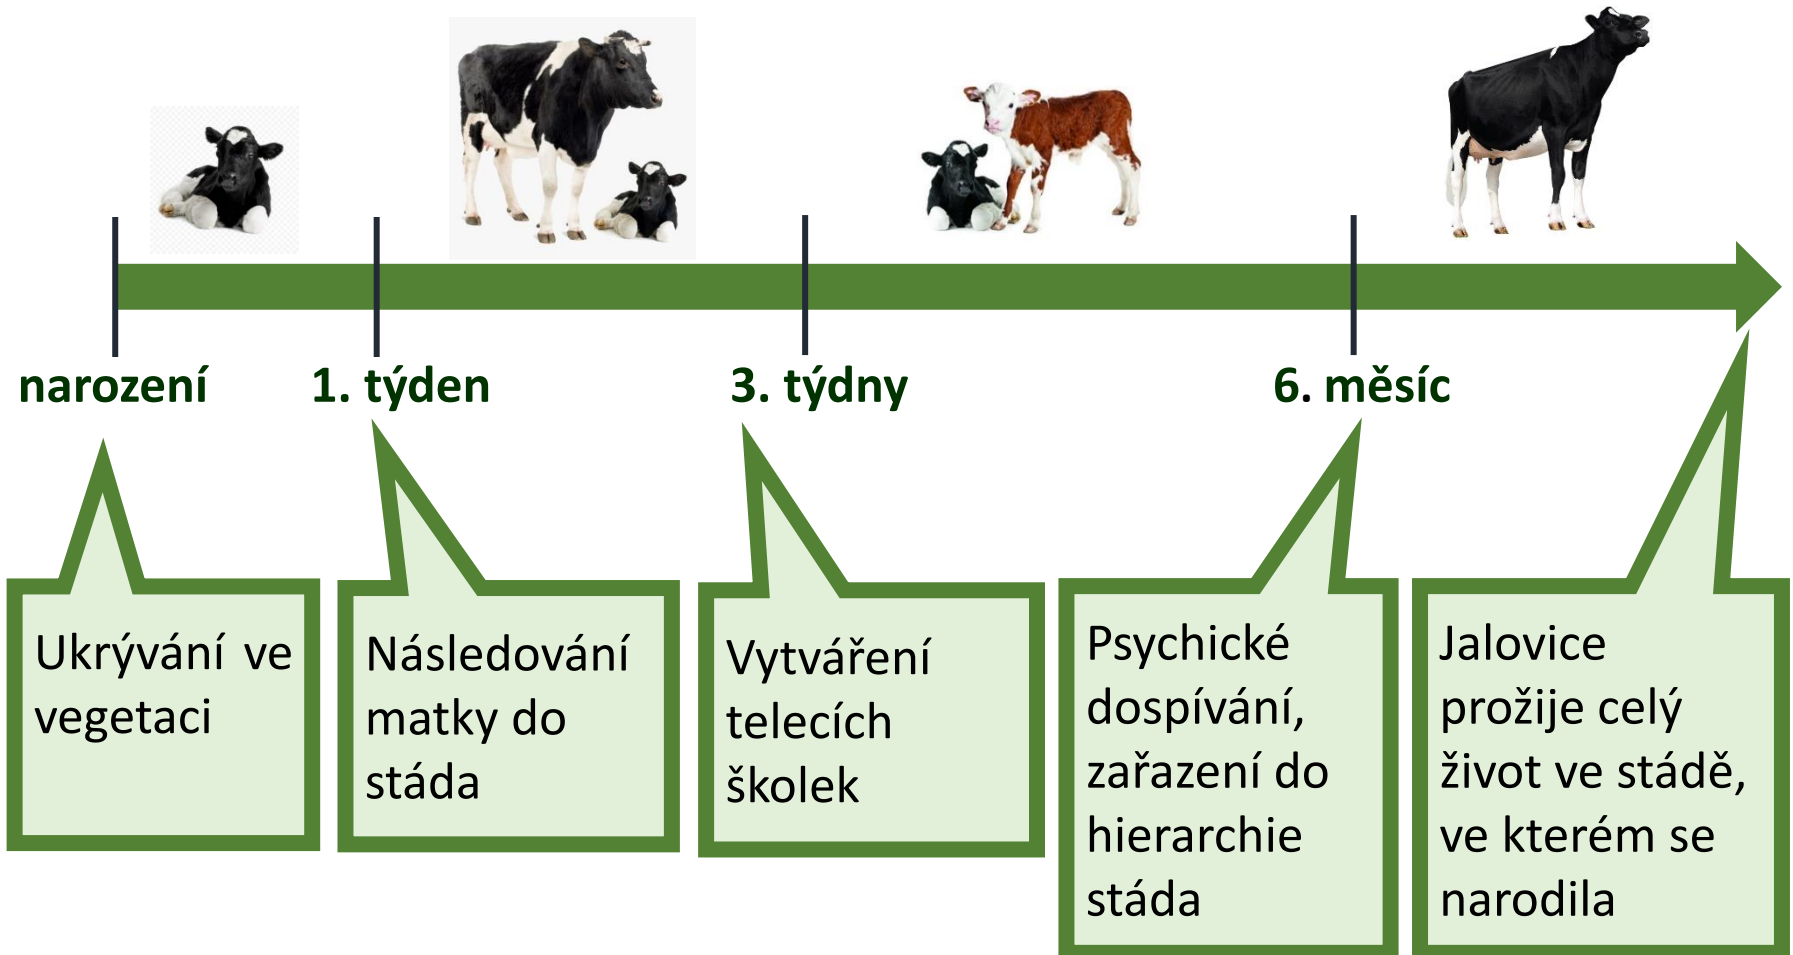 narození
1. týden
3. týdny
6. měsíc
Ukrývání ve
vegetaci
Následování
matky do
stáda
Vytváření
telecích
školek
Psychické
dospívání,
zařazení do
hierarchie
stáda
Jalovice
prožije celý
život ve stádě,
ve kterém se
narodila